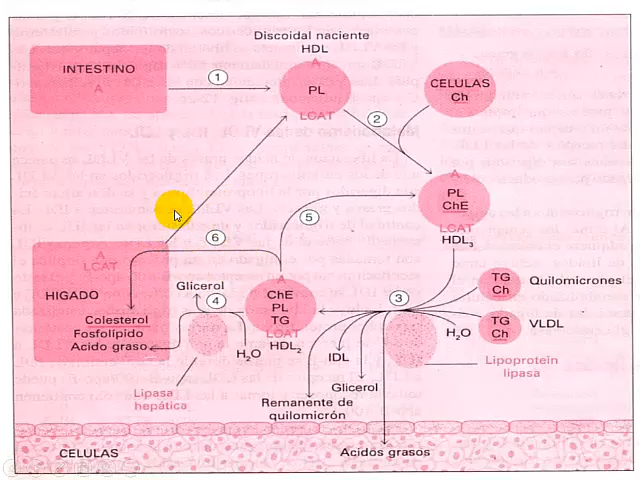 Discoidal naciente
HDL
INTESTINO
A
1
A
PL
LCAT
CELULAS
Ch
2
A
PL
ChE
LCAT
HDL3
5
6
A
LCAT
HIGADO
Colesterol
Fosfolípido
Acido graso
Glicerol
4
H2O
A
ChE
PL
TG
LCAT
HDL2
3
TG
Ch
Quilomicrones
TG
Ch
VLDL
H2O
IDL
Glicerol
Lipoproteín
lipasa
Lipasa
hepática
Remanente de
quilomicrón
CELULAS
Acidos grasos